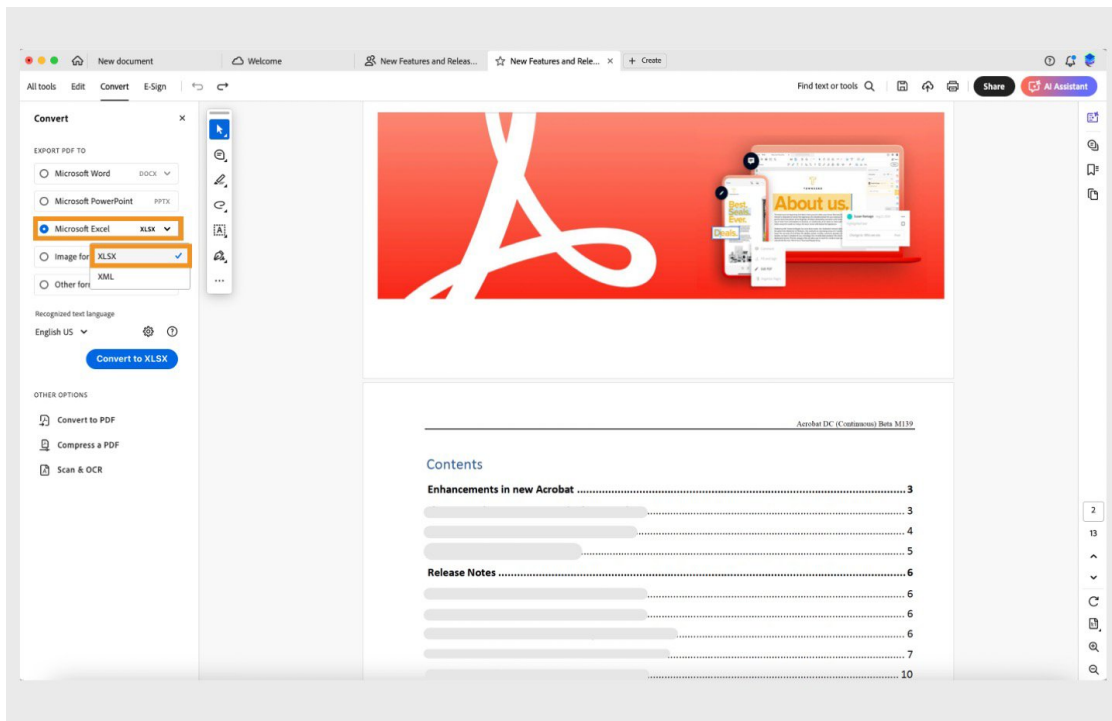 New document
Welcome
New Features and Releas...
New Features and Rele... ×
+ Create
All tools Edit Convert E-Sign
Find text or tools
Share
AI Assistant
Convert ×
EXPORT PDF TO
Microsoft Word DOCX
Microsoft PowerPoint PPTX
Microsoft Excel XLSX
Image for
XLSX
Other for
XML
Recognized text language
English US
Convert to XLSX
OTHER OPTIONS
Convert to PDF
Compress a PDF
Scan & OCR
Best.
Deals.
Ever.
Deals.
About us.
Edit PDF
Acrobat DC (Continuous) Beta M139
Contents
Enhancements in new Acrobat ........ 3
........ 3
........ 4
........ 5
Release Notes ........ 6
........ 6
........ 6
........ 6
........ 7
........ 10
2
13